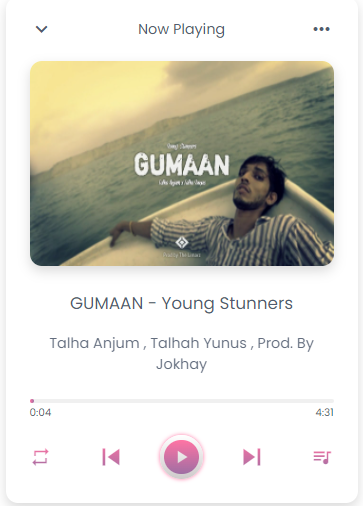 Now Playing
Young Stunners
GUMAAN
Talha Anjum x Talha Yunus
GUMAAN - Young Stunners
Talha Anjum , Talhah Yunus , Prod. By
Jokhay
0:04
4:31